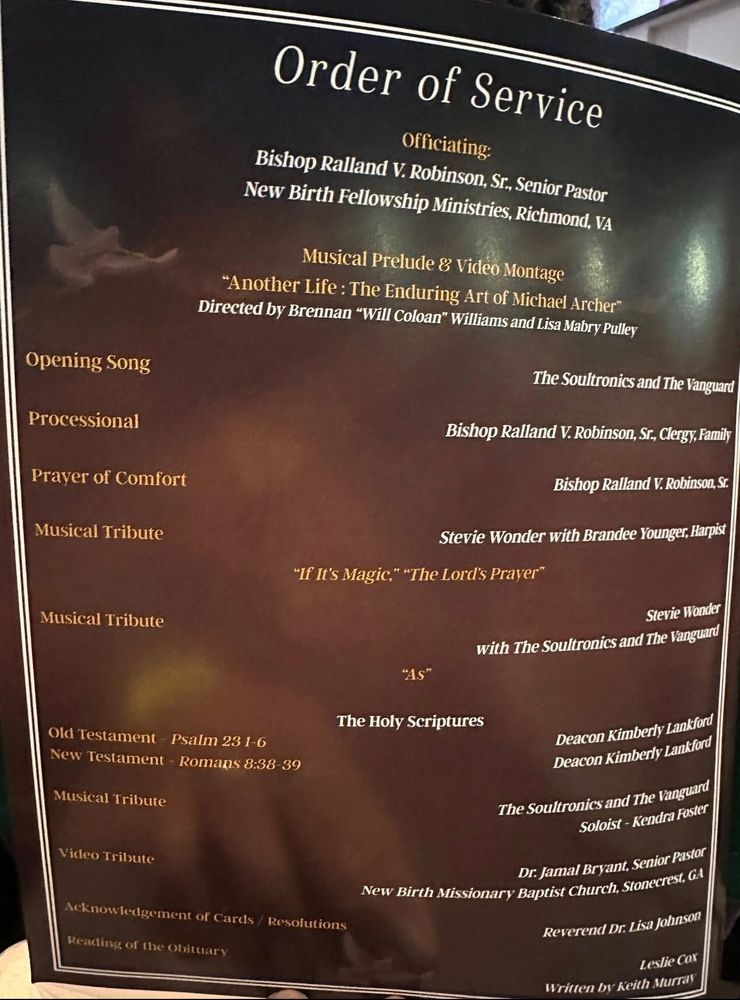 Order of Service
Officiating:
Bishop Ralland V. Robinson, Sr., Senior Pastor
New Birth Fellowship Ministries, Richmond, VA
Musical Prelude & Video Montage
"Another Life : The Enduring Art of Michael Archer"
Directed by Brennan "Will Coloan" Williams and Lisa Mabry Pulley
Opening Song The Soultronics and The Vanguard
Processional Bishop Ralland V. Robinson, Sr., Clergy, Family
Prayer of Comfort Bishop Ralland V. Robinson, Sr.
Musical Tribute Stevie Wonder with Brandee Younger, Harpist
"If It's Magic," "The Lord's Prayer"
Musical Tribute Stevie Wonder
with The Soultronics and The Vanguard
"As"
The Holy Scriptures
Old Testament - Psalm 23 1-6 Deacon Kimberly Lankford
New Testament - Romans 8:38-39 Deacon Kimberly Lankford
Musical Tribute The Soultronics and The Vanguard
Soloist - Kendra Foster
Video Tribute Dr. Jamal Bryant, Senior Pastor
New Birth Missionary Baptist Church, Stonecrest, GA
Acknowledgement of Cards / Resolutions Reverend Dr. Lisa Johnson
Reading of the Obituary Leslie Cox
Written by Keith Murray